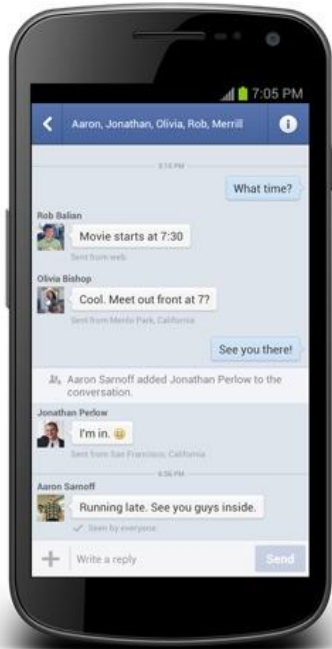 7:05 PM
Aaron, Jonathan, Olivia, Rob, Merrill
What time?
Rob Balian
Movie starts at 7:30
Sent from web
Olivia Bishop
Cool. Meet out front at 7?
Sent from Menlo Park, California
See you there!
Aaron Sarnoff added Jonathan Perlow to the
conversation.
Jonathan Perlow
I'm in. 😀
Sent from San Francisco, California
6:56 PM
Aaron Sarnoff
Running late. See you guys inside.
✓ Seen by everyone
Write a reply
Send